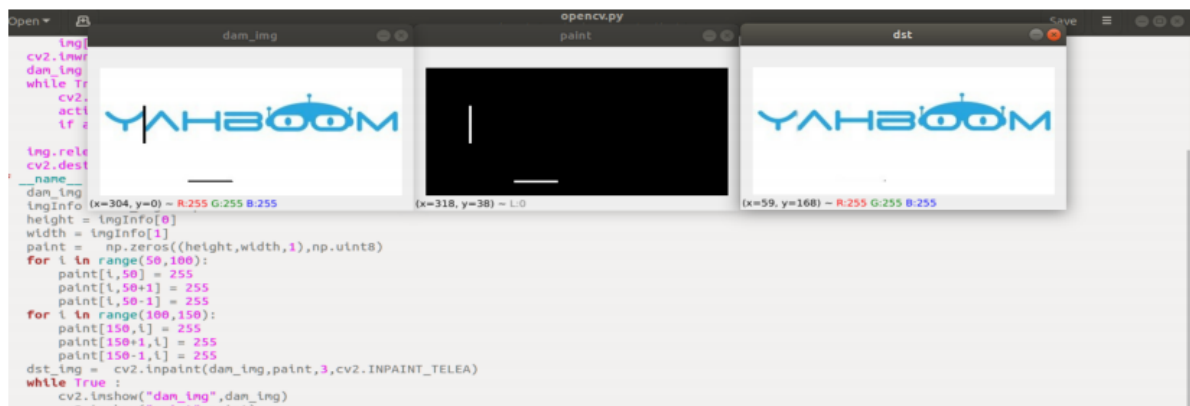 Open
opencv.py
Save
dam_img
paint
dst
img[
cv2.imwr
dam_img
while Tr
cv2.
acti
if a
YAHBOOM
YAHBOOM
img.rele
cv2.dest
__name__
dam_img
imgInfo
(x=304, y=0) ~ R:255 G:255 B:255
(x=318, y=38) ~ L:0
(x=59, y=168) ~ R:255 G:255 B:255
height = imgInfo[0]
width = imgInfo[1]
paint =   np.zeros((height,width,1),np.uint8)
for i in range(50,100):
    paint[i,50] = 255
    paint[i,50+1] = 255
    paint[i,50-1] = 255
for i in range(100,150):
    paint[150,i] = 255
    paint[150+1,i] = 255
    paint[150-1,i] = 255
dst_img =  cv2.inpaint(dam_img,paint,3,cv2.INPAINT_TELEA)
while True :
    cv2.imshow("dam_img",dam_img)